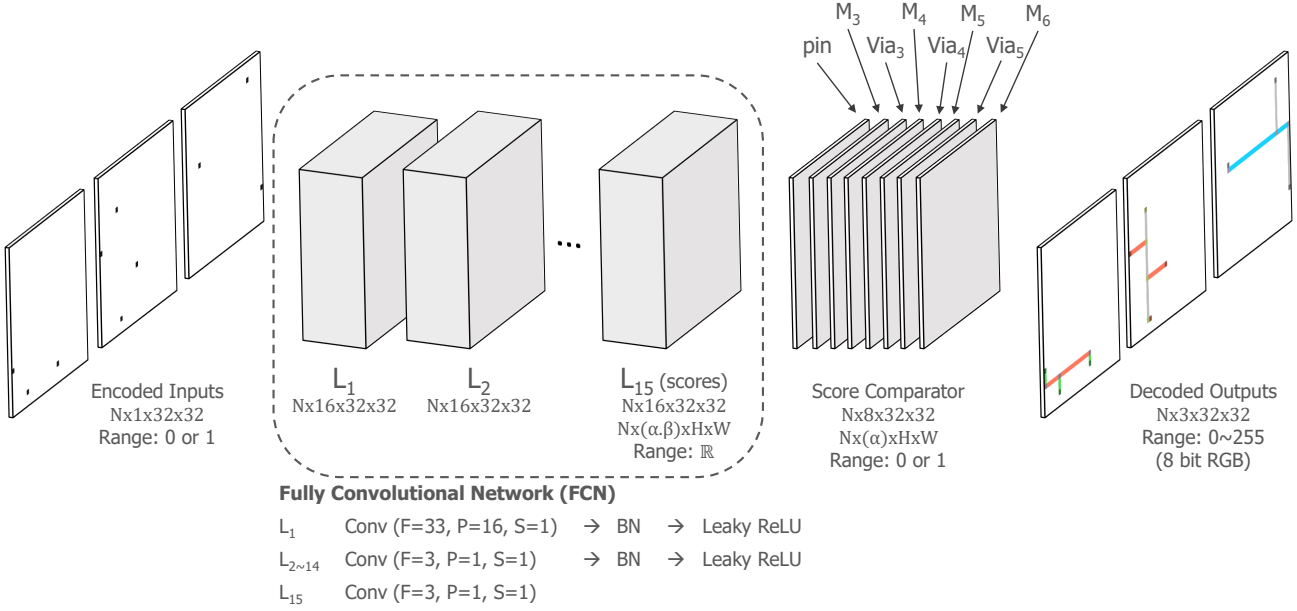 M₃ M₄ M₅ M₆
pin Via₃ Via₄ Via₅
...
L₁
Nx16x32x32
L₂
Nx16x32x32
L₁₅ (scores)
Nx16x32x32
Nx(α.β)xHxW
Range: ℝ
Encoded Inputs
Nx1x32x32
Range: 0 or 1
Score Comparator
Nx8x32x32
Nx(α)xHxW
Range: 0 or 1
Decoded Outputs
Nx3x32x32
Range: 0~255
(8 bit RGB)
Fully Convolutional Network (FCN)
L₁ Conv (F=33, P=16, S=1) → BN → Leaky ReLU
L₂~₁₄ Conv (F=3, P=1, S=1) → BN → Leaky ReLU
L₁₅ Conv (F=3, P=1, S=1)